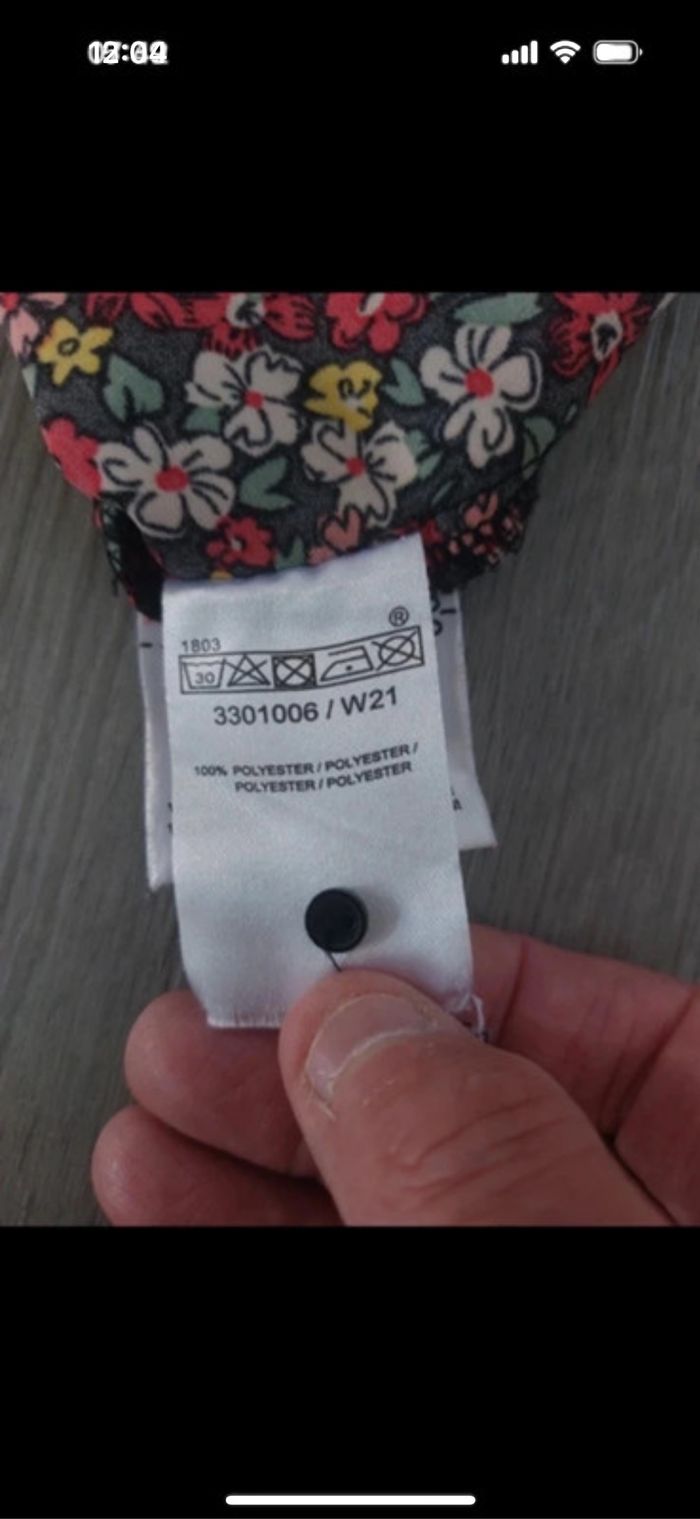 ®
1803
30
3301006 / W21
100% POLYESTER / POLYESTER /
POLYESTER / POLYESTER